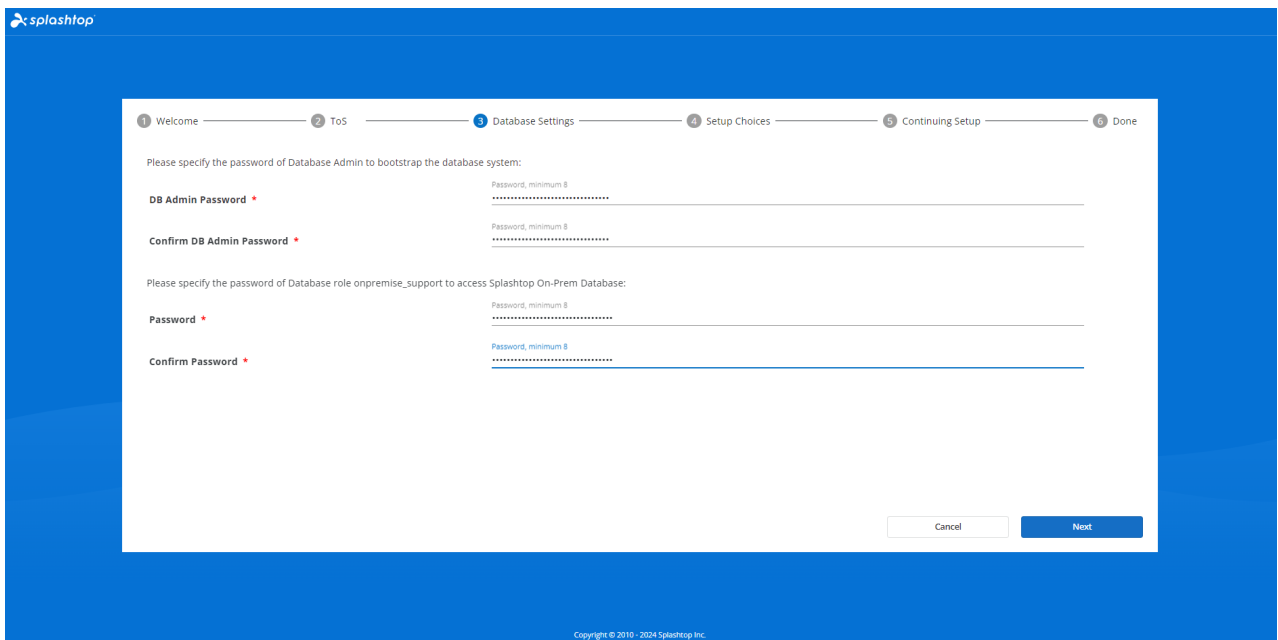 splashtop
1 Welcome 2 ToS 3 Database Settings 4 Setup Choices 5 Continuing Setup 6 Done
Please specify the password of Database Admin to bootstrap the database system:
Password, minimum 8
DB Admin Password *
Password, minimum 8
Confirm DB Admin Password *
Please specify the password of Database role onpremise_support to access Splashtop On-Prem Database:
Password, minimum 8
Password *
Password, minimum 8
Confirm Password *
Cancel Next
Copyright © 2010 - 2024 Splashtop Inc.